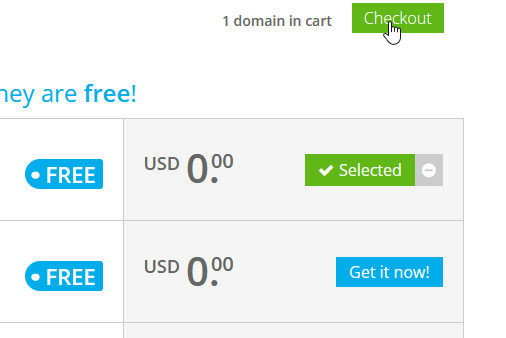 1 domain in cart Checkout
hey are free!
FREE USD 0.00 Selected
FREE USD 0.00 Get it now!